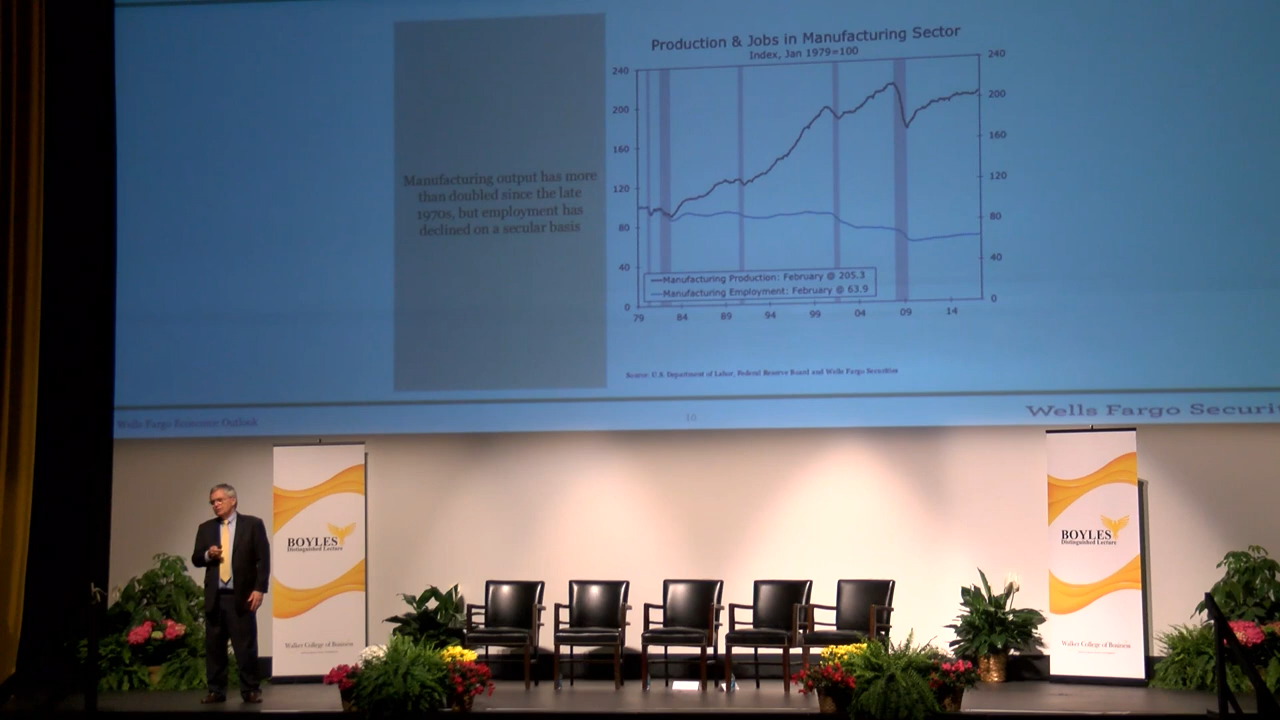 Manufacturing output has more
than doubled since the late
1970s, but employment has
declined on a secular basis
Production & Jobs in Manufacturing Sector
Index, Jan 1979=100
240 240
200 200
160 160
120 120
80 80
40 40
0 0
Manufacturing Production: February @ 205.3
Manufacturing Employment: February @ 63.9
79 84 89 94 99 04 09 14
Source: U.S. Department of Labor, Federal Reserve Board and Wells Fargo Securities
Wells Fargo Economic Outlook
10
Wells Fargo Securi
BOYLES
Distinguished Lecture
Walker College of Business
BOYLES
Distinguished Lecture
Walker College of Business